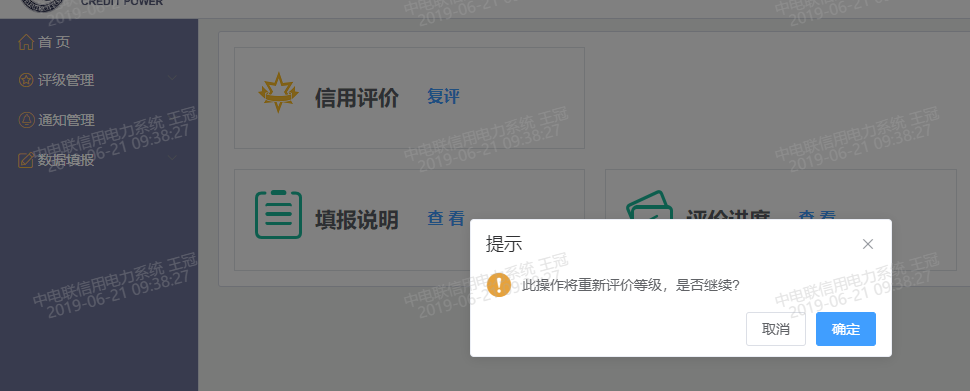 CREDIT POWER
首 页
评级管理
通知管理
数据填报
信用评价 复评
填报说明 查 看
评价进度 查 看
提示
此操作将重新评价等级，是否继续?
取消 确定
中电联信用电力系统 王冠
2019-06-21 09:38:27